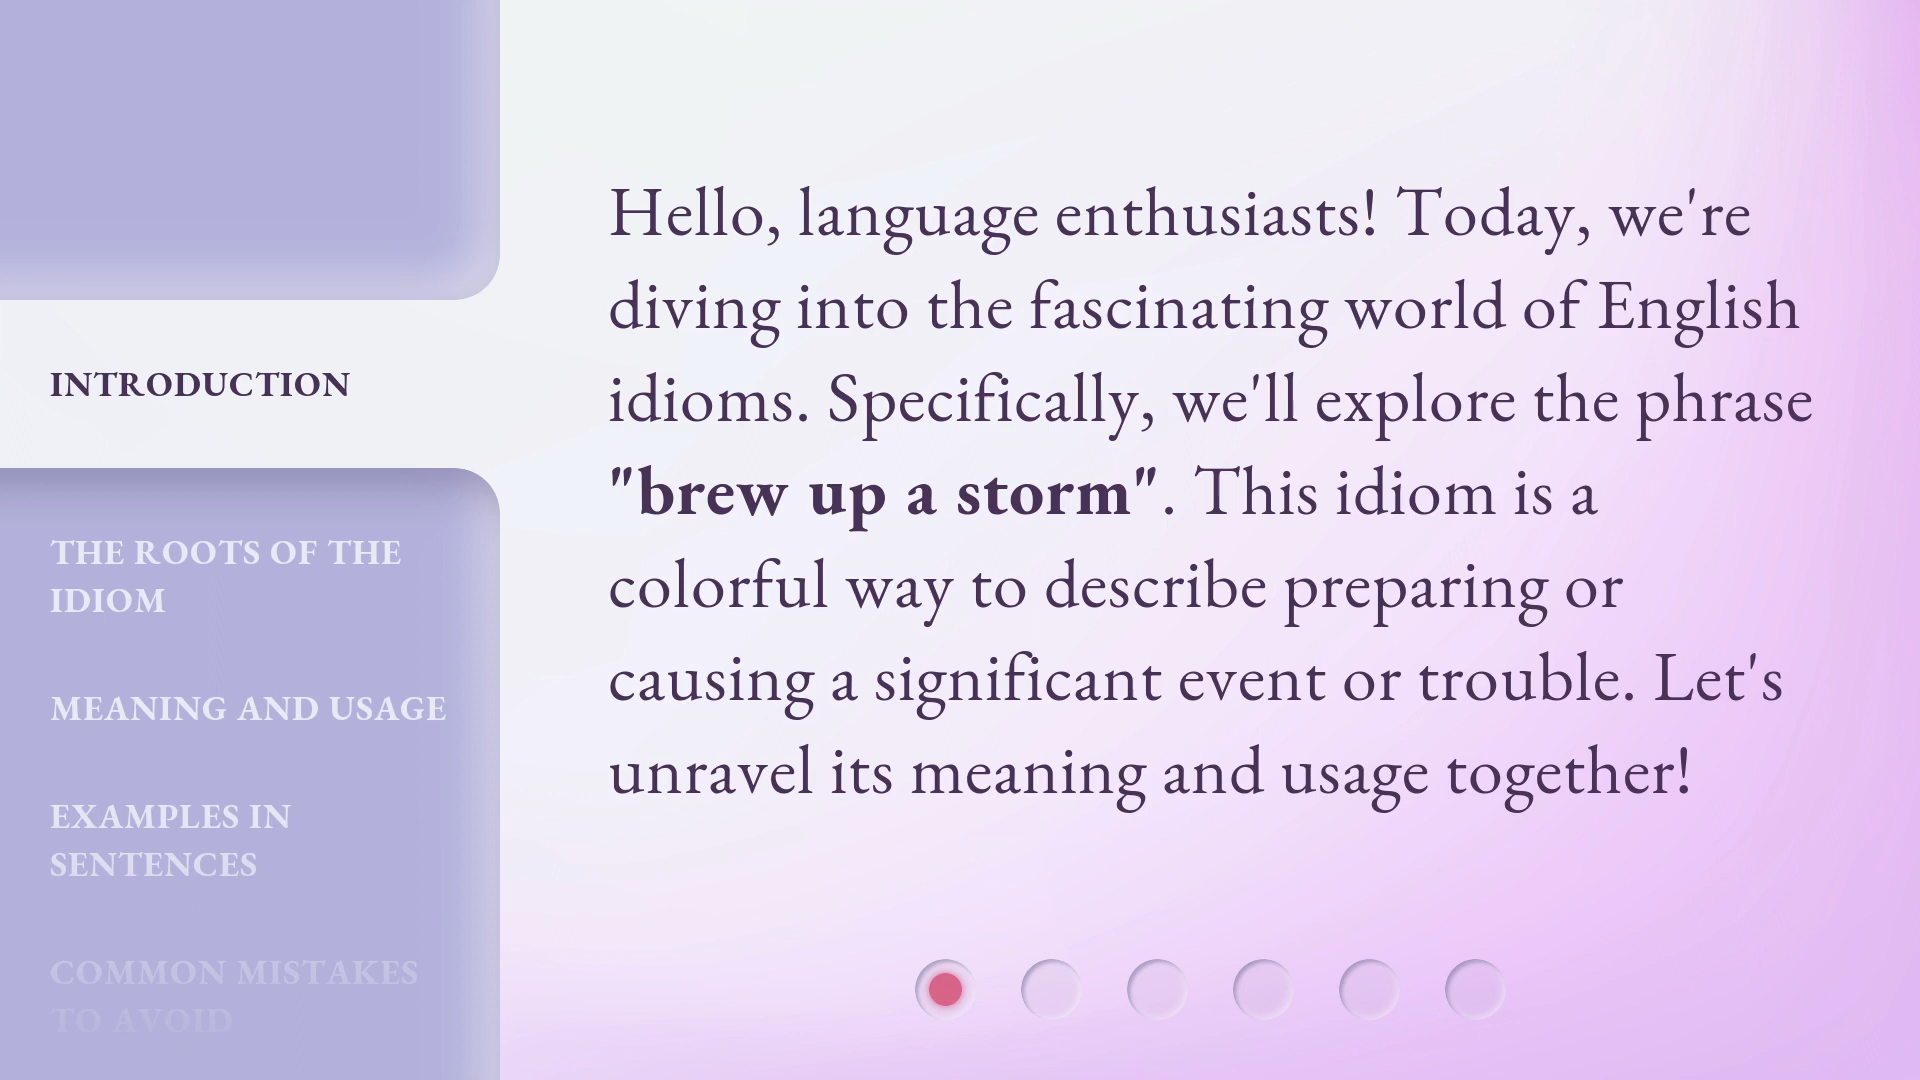 INTRODUCTION
THE ROOTS OF THE
IDIOM
MEANING AND USAGE
EXAMPLES IN
SENTENCES
COMMON MISTAKES
TO AVOID
Hello, language enthusiasts! Today, we're
diving into the fascinating world of English
idioms. Specifically, we'll explore the phrase
"brew up a storm". This idiom is a
colorful way to describe preparing or
causing a significant event or trouble. Let's
unravel its meaning and usage together!